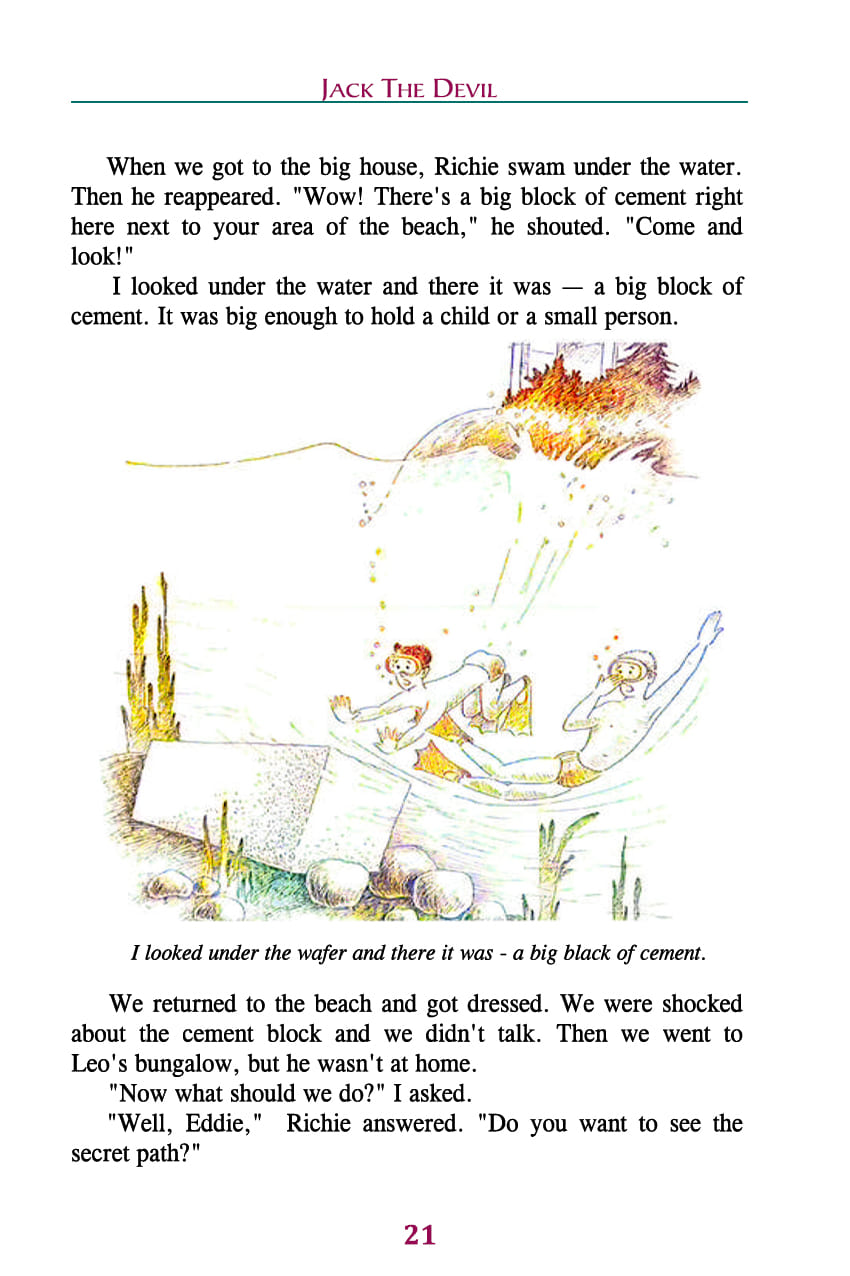 JACK THE DEVIL
When we got to the big house, Richie swam under the water.
Then he reappeared. "Wow! There's a big block of cement right
here next to your area of the beach," he shouted. "Come and
look!"
I looked under the water and there it was — a big block of
cement. It was big enough to hold a child or a small person.
I looked under the wafer and there it was - a big black of cement.
We returned to the beach and got dressed. We were shocked
about the cement block and we didn't talk. Then we went to
Leo's bungalow, but he wasn't at home.
"Now what should we do?" I asked.
"Well, Eddie," Richie answered. "Do you want to see the
secret path?"
21